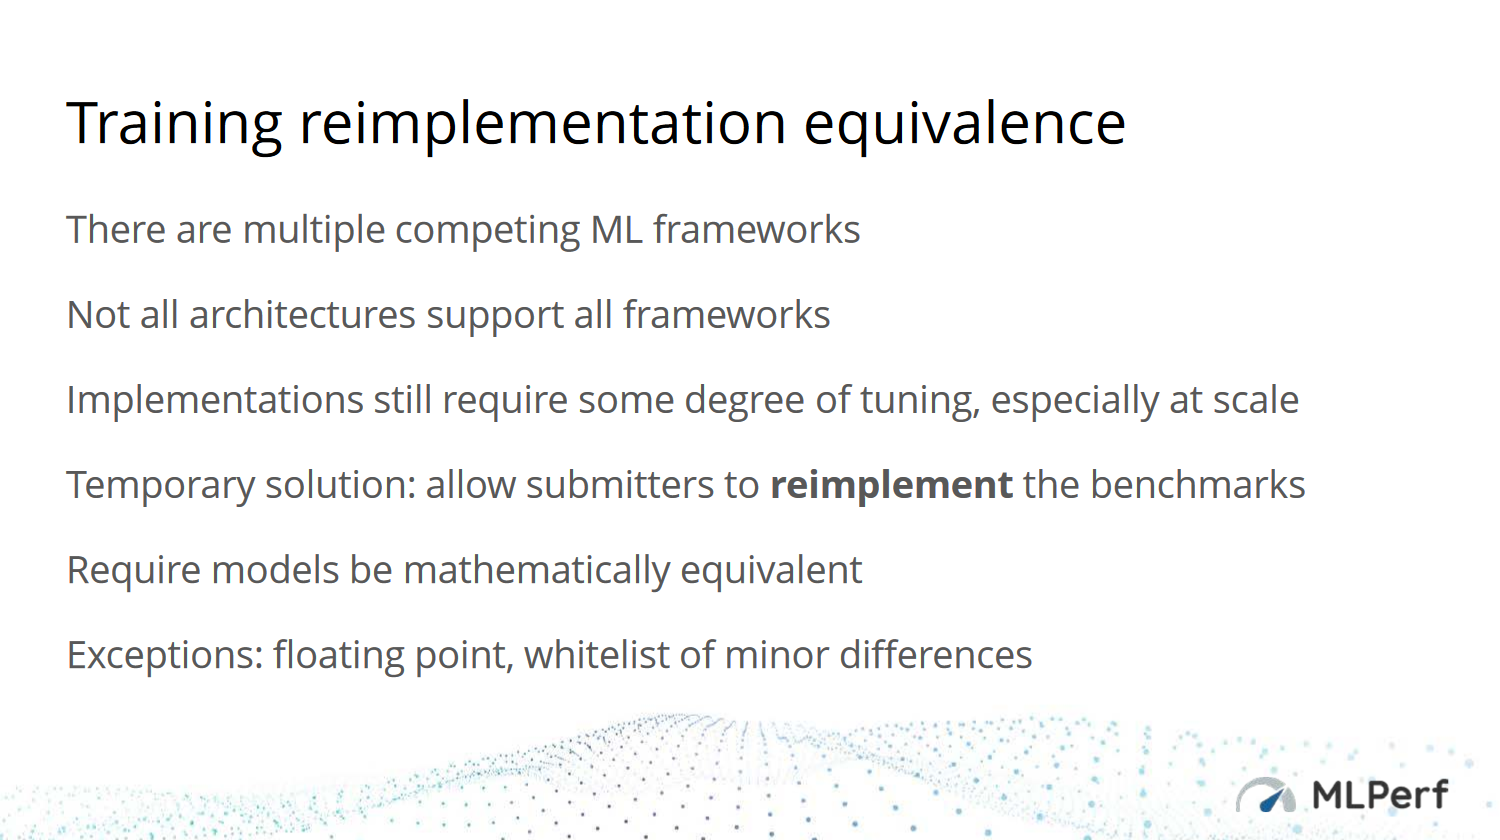 Training reimplementation equivalence
There are multiple competing ML frameworks
Not all architectures support all frameworks
Implementations still require some degree of tuning, especially at scale
Temporary solution: allow submitters to reimplement the benchmarks
Require models be mathematically equivalent
Exceptions: floating point, whitelist of minor differences
MLPerf